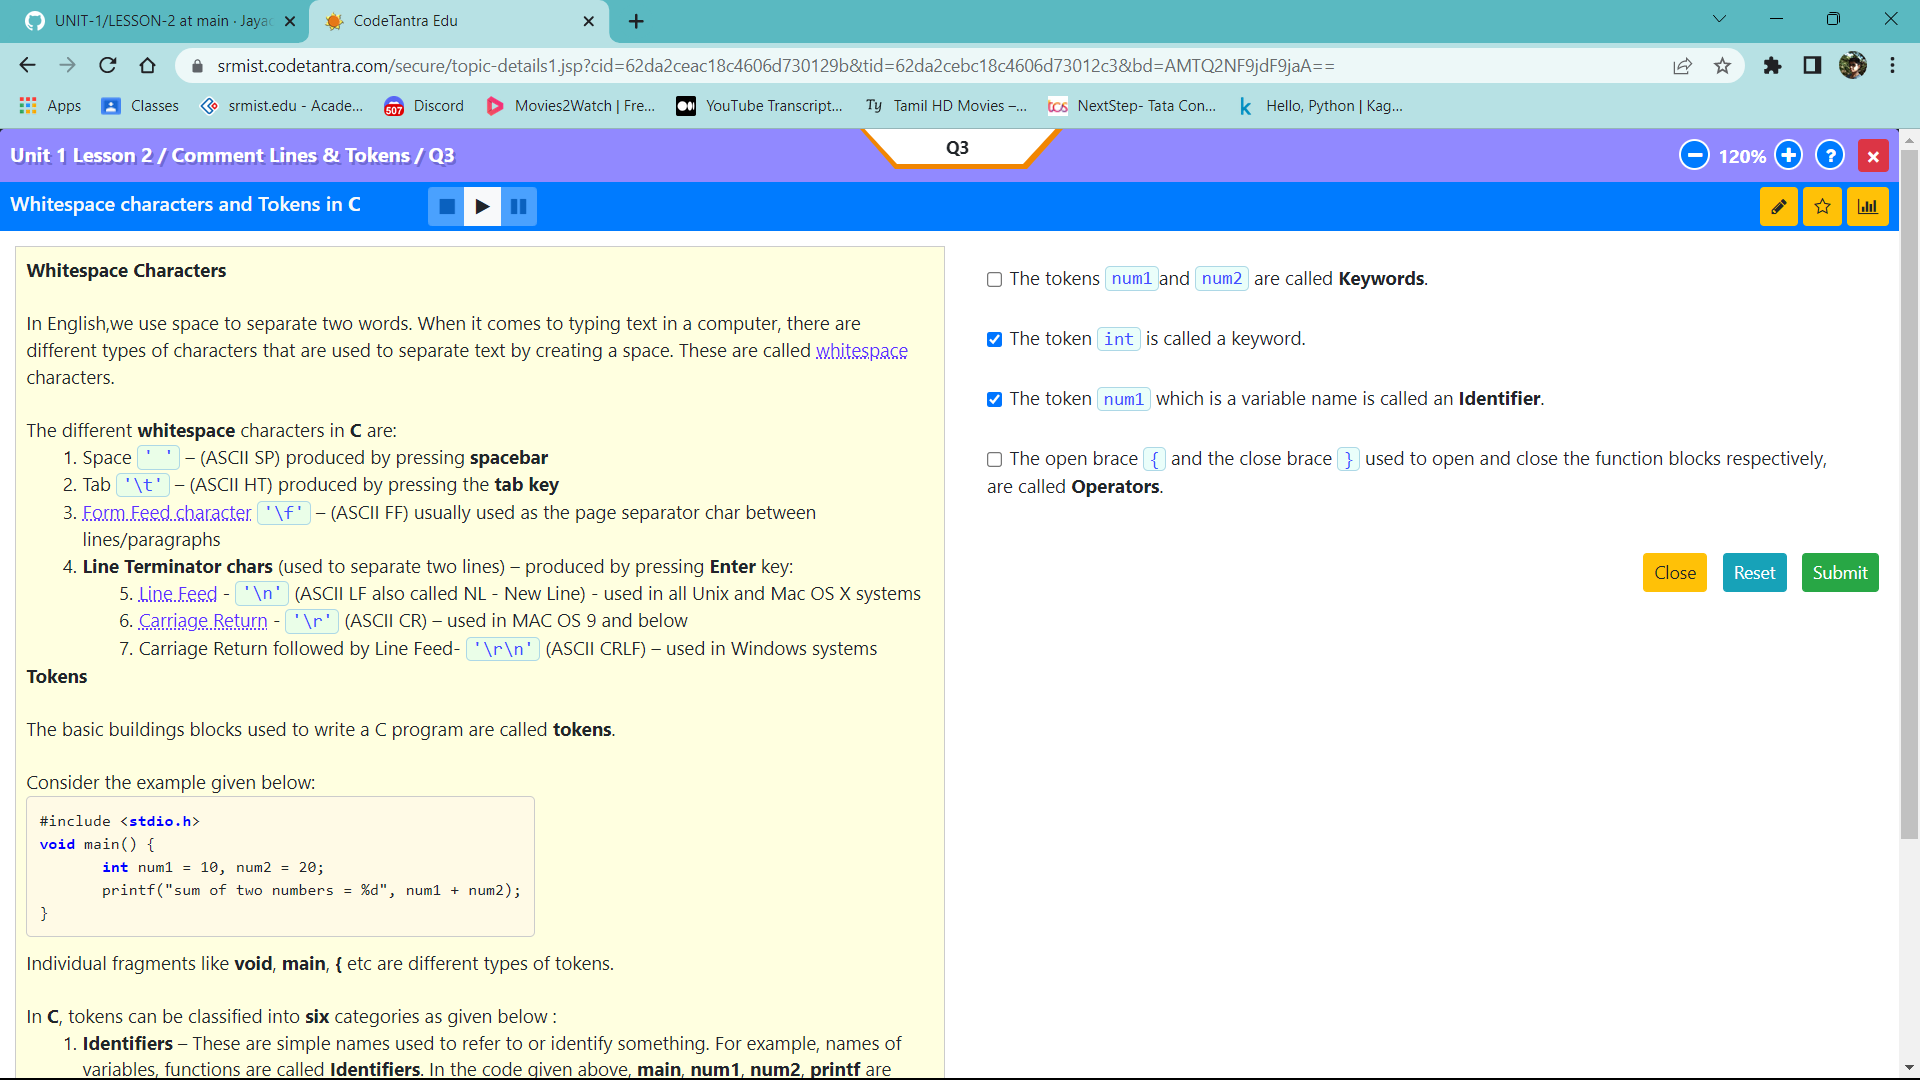 UNIT-1/LESSON-2 at main · Jayac
CodeTantra Edu
srmist.codetantra.com/secure/topic-details1.jsp?cid=62da2ceac18c4606d730129b&tid=62da2cebc18c4606d73012c3&bd=AMTQ2NF9jdF9jaA==
Apps Classes srmist.edu - Acade... 507 Discord Movies2Watch | Fre... YouTube Transcript... Ty Tamil HD Movies –... tcs NextStep- Tata Con... k Hello, Python | Kag...
Unit 1 Lesson 2 / Comment Lines & Tokens / Q3
Q3
120%
?
Whitespace characters and Tokens in C
Whitespace Characters
In English,we use space to separate two words. When it comes to typing text in a computer, there are
different types of characters that are used to separate text by creating a space. These are called whitespace
characters.
The different whitespace characters in C are:
1. Space ' ' – (ASCII SP) produced by pressing spacebar
2. Tab '\t' – (ASCII HT) produced by pressing the tab key
3. Form Feed character '\f' – (ASCII FF) usually used as the page separator char between
lines/paragraphs
4. Line Terminator chars (used to separate two lines) – produced by pressing Enter key:
5. Line Feed - '\n' (ASCII LF also called NL - New Line) - used in all Unix and Mac OS X systems
6. Carriage Return - '\r' (ASCII CR) – used in MAC OS 9 and below
7. Carriage Return followed by Line Feed- '\r\n' (ASCII CRLF) – used in Windows systems
Tokens
The basic buildings blocks used to write a C program are called tokens.
Consider the example given below:
#include <stdio.h>
void main() {
int num1 = 10, num2 = 20;
printf("sum of two numbers = %d", num1 + num2);
}
Individual fragments like void, main, { etc are different types of tokens.
In C, tokens can be classified into six categories as given below :
1. Identifiers – These are simple names used to refer to or identify something. For example, names of
variables, functions are called Identifiers. In the code given above, main, num1, num2, printf are
The tokens num1 and num2 are called Keywords.
The token int is called a keyword.
The token num1 which is a variable name is called an Identifier.
The open brace { and the close brace } used to open and close the function blocks respectively,
are called Operators.
Close Reset Submit